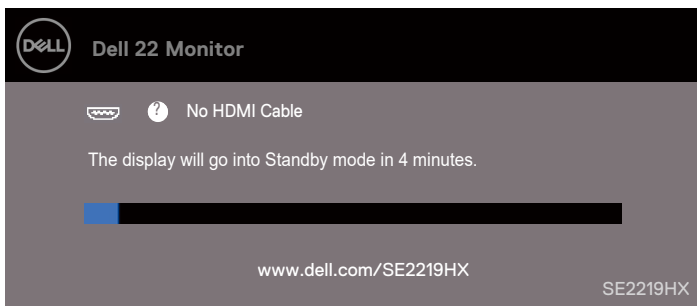 DELL
Dell 22 Monitor
? No HDMI Cable
The display will go into Standby mode in 4 minutes.
www.dell.com/SE2219HX
SE2219HX